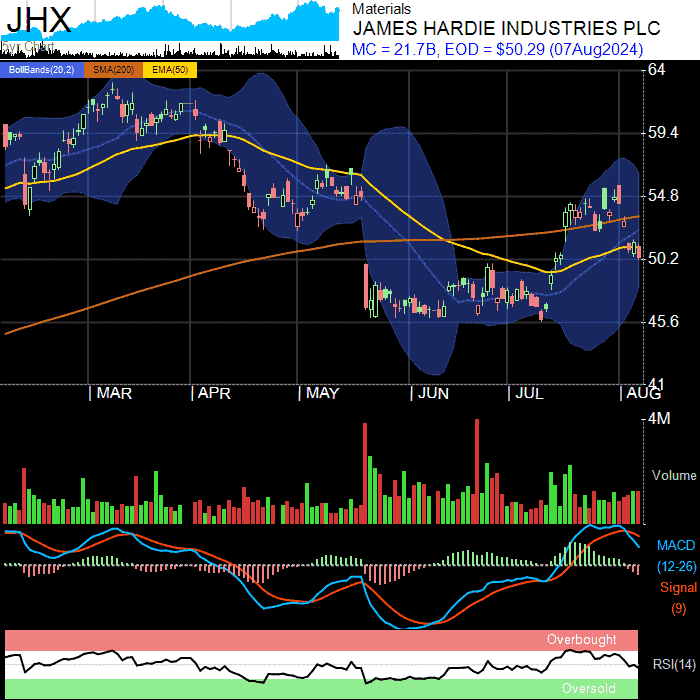 JHX
Materials
JAMES HARDIE INDUSTRIES PLC
MC = 21.7B, EOD = $50.29 (07Aug2024)
BollBands(20,2) SMA(200) EMA(50)
64
59.4
54.8
50.2
45.6
41
MAR APR MAY JUN JUL AUG
4M
Volume
MACD
(12-26)
Signal
(9)
Overbought
RSI(14)
Oversold